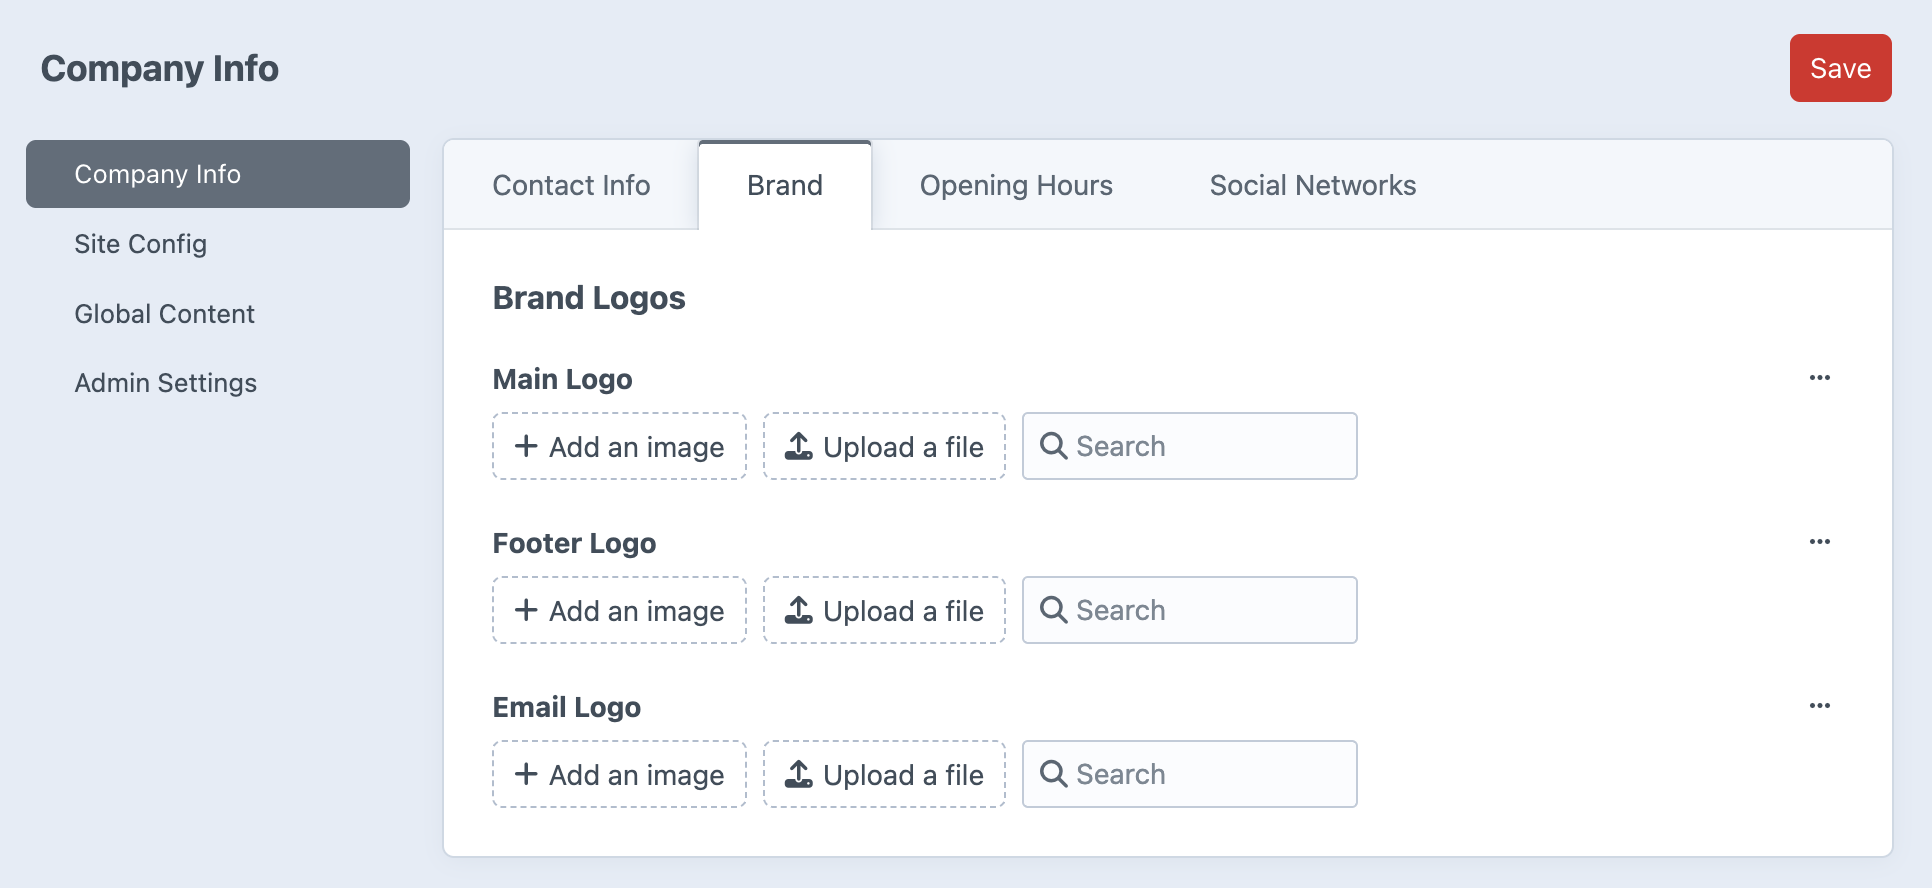 Company Info
Save
Company Info
Site Config
Global Content
Admin Settings
Contact Info Brand Opening Hours Social Networks
Brand Logos
Main Logo
Add an image Upload a file Search
Footer Logo
Add an image Upload a file Search
Email Logo
Add an image Upload a file Search